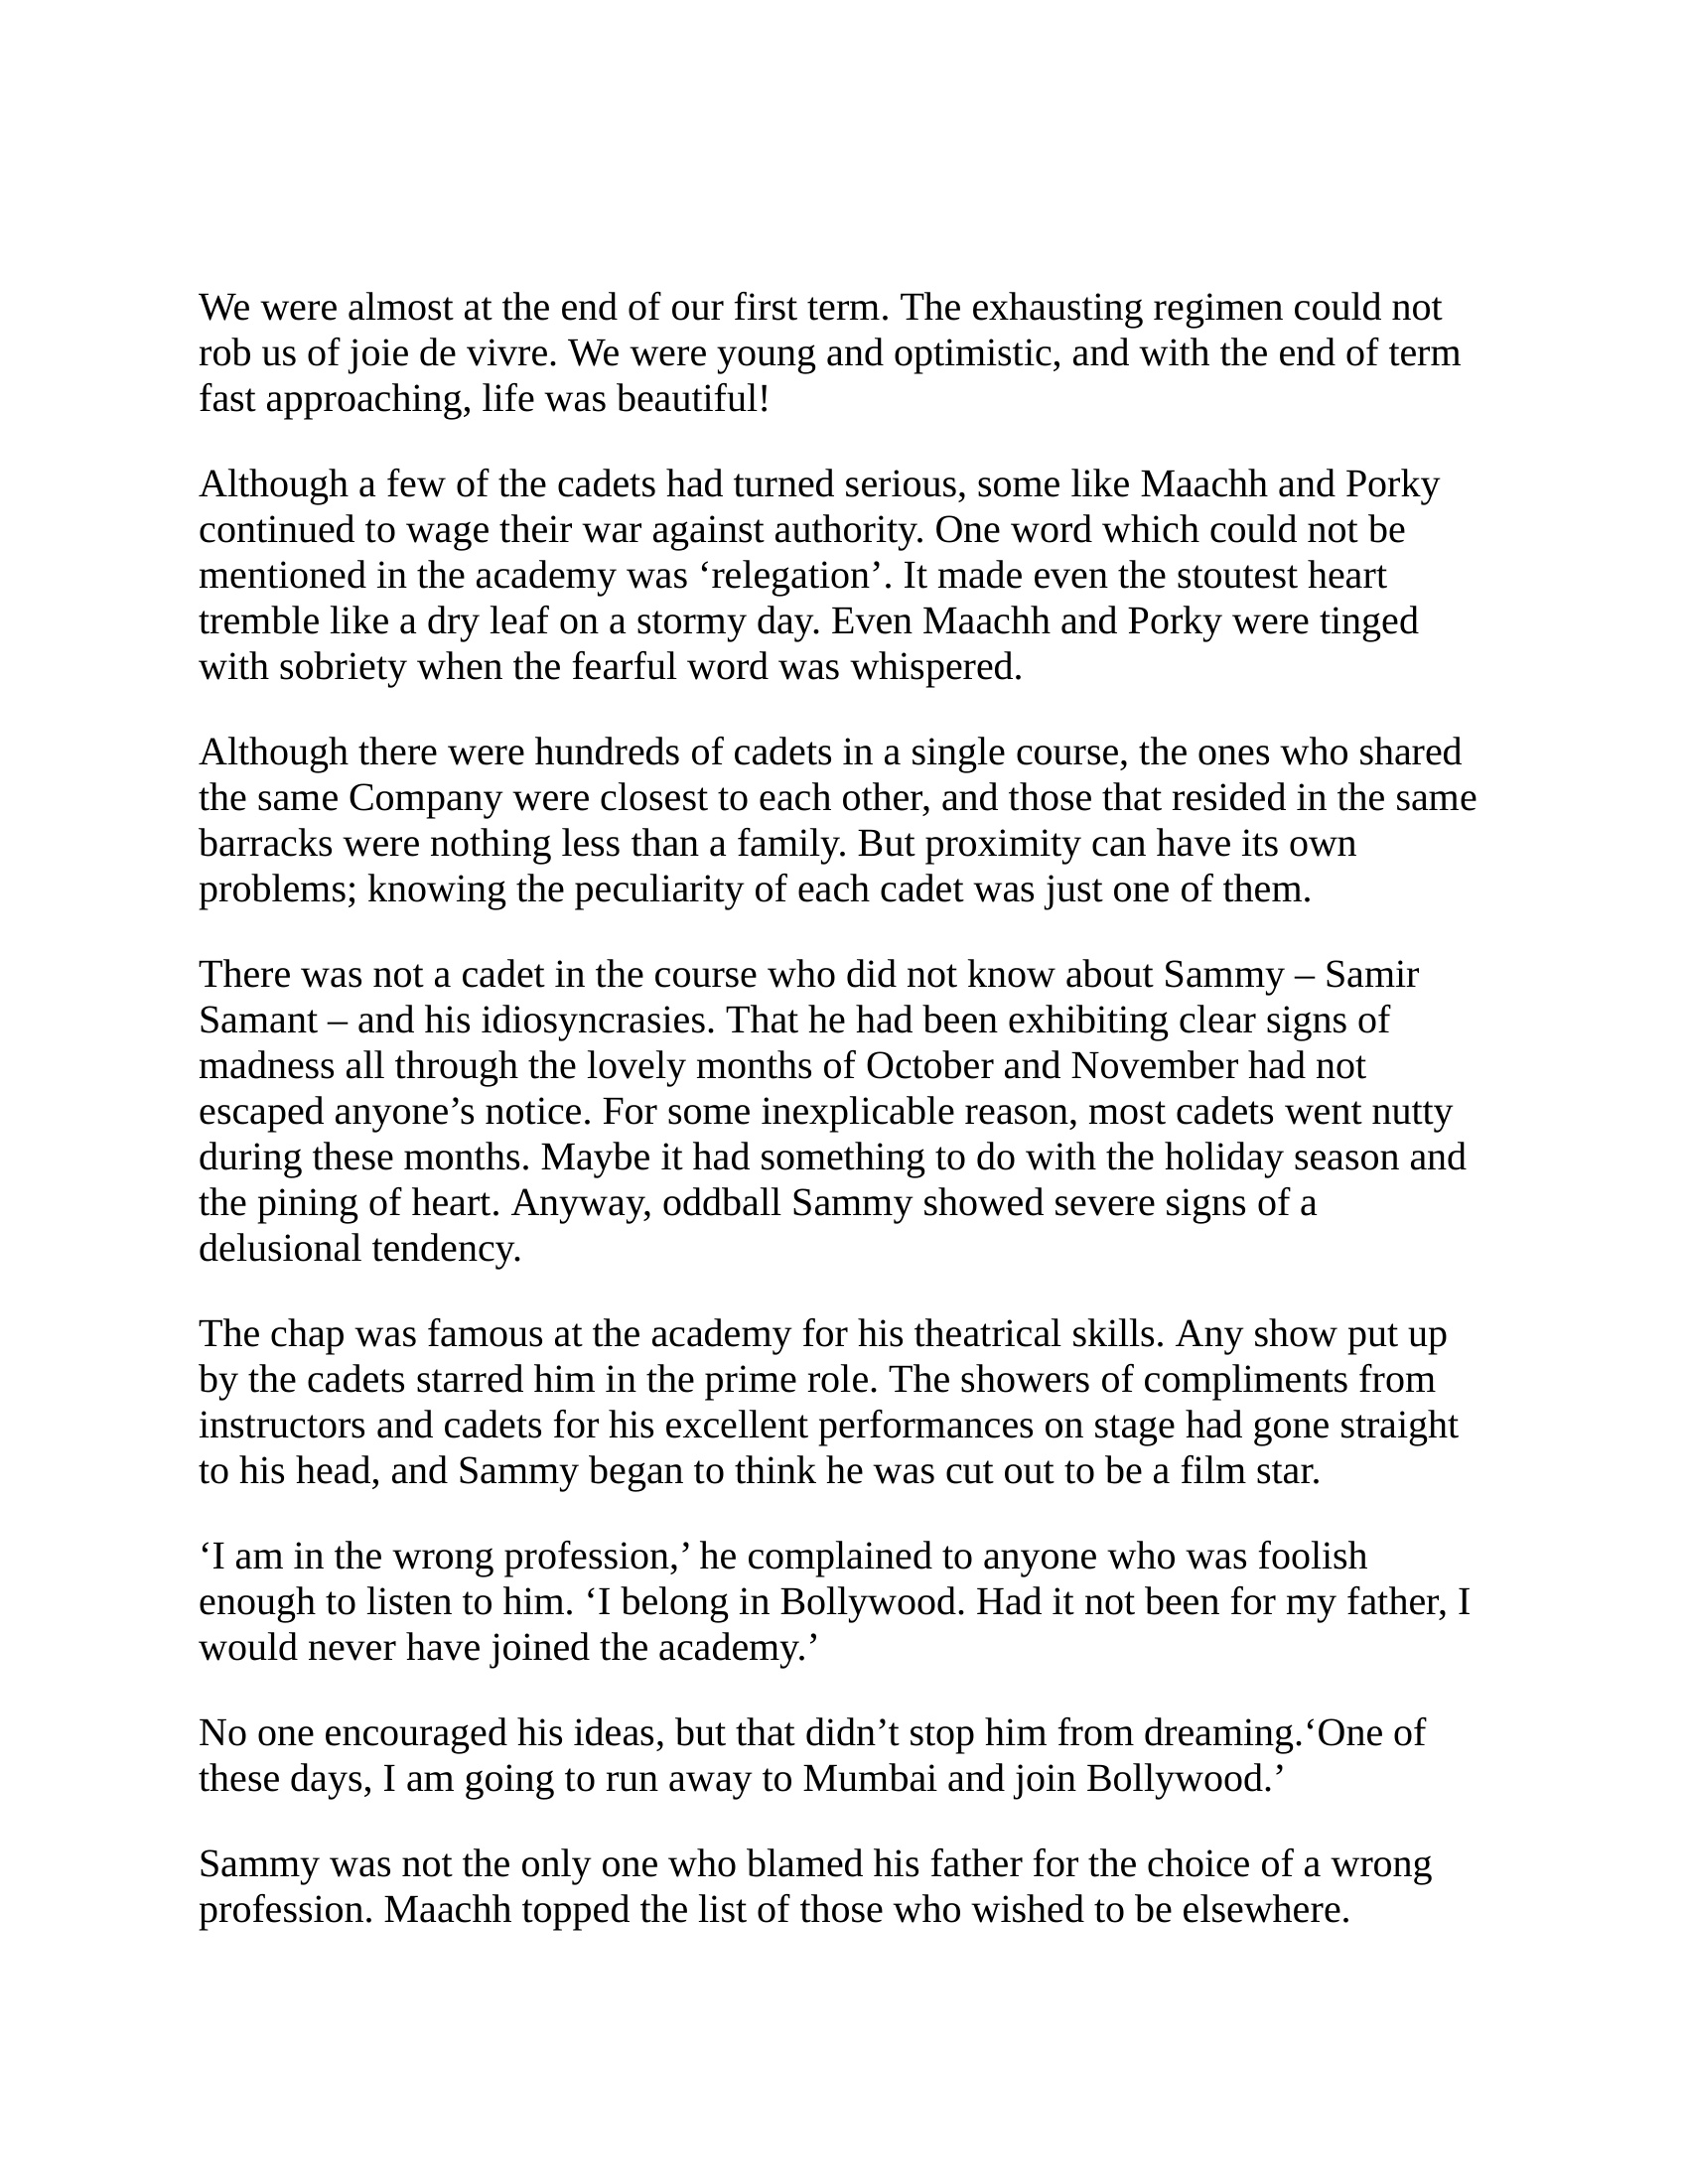 We were almost at the end of our first term. The exhausting regimen could not
rob us of joie de vivre. We were young and optimistic, and with the end of term
fast approaching, life was beautiful!
Although a few of the cadets had turned serious, some like Maachh and Porky
continued to wage their war against authority. One word which could not be
mentioned in the academy was ‘relegation’. It made even the stoutest heart
tremble like a dry leaf on a stormy day. Even Maachh and Porky were tinged
with sobriety when the fearful word was whispered.
Although there were hundreds of cadets in a single course, the ones who shared
the same Company were closest to each other, and those that resided in the same
barracks were nothing less than a family. But proximity can have its own
problems; knowing the peculiarity of each cadet was just one of them.
There was not a cadet in the course who did not know about Sammy – Samir
Samant – and his idiosyncrasies. That he had been exhibiting clear signs of
madness all through the lovely months of October and November had not
escaped anyone’s notice. For some inexplicable reason, most cadets went nutty
during these months. Maybe it had something to do with the holiday season and
the pining of heart. Anyway, oddball Sammy showed severe signs of a
delusional tendency.
The chap was famous at the academy for his theatrical skills. Any show put up
by the cadets starred him in the prime role. The showers of compliments from
instructors and cadets for his excellent performances on stage had gone straight
to his head, and Sammy began to think he was cut out to be a film star.
‘I am in the wrong profession,’ he complained to anyone who was foolish
enough to listen to him. ‘I belong in Bollywood. Had it not been for my father, I
would never have joined the academy.’
No one encouraged his ideas, but that didn’t stop him from dreaming.‘One of
these days, I am going to run away to Mumbai and join Bollywood.’
Sammy was not the only one who blamed his father for the choice of a wrong
profession. Maachh topped the list of those who wished to be elsewhere.